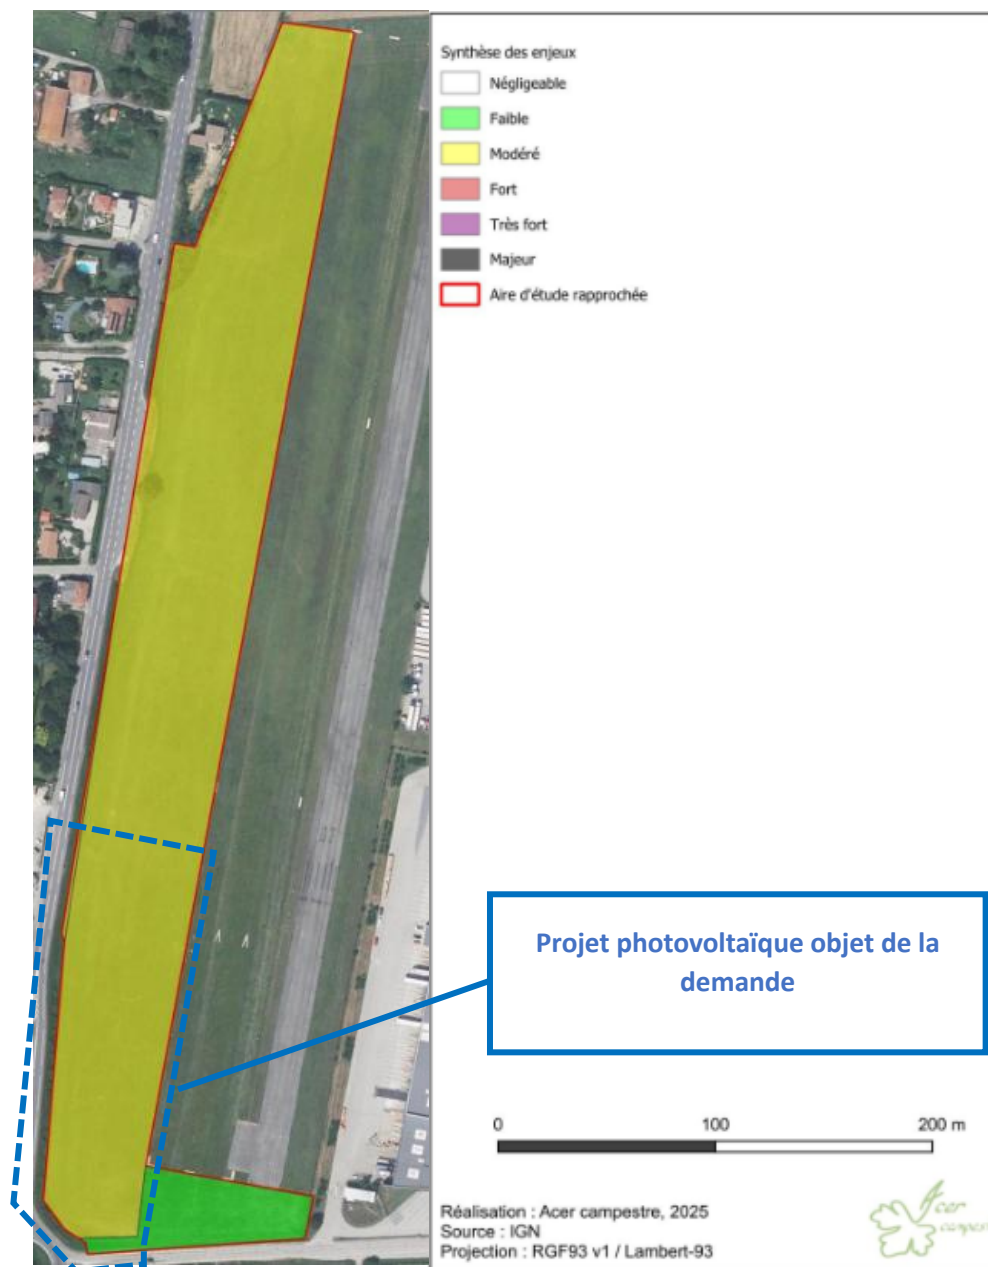 Synthèse des enjeux
Négligeable
Faible
Modéré
Fort
Très fort
Majeur
Aire d'étude rapprochée
Projet photovoltaïque objet de la
demande
0 100 200 m
Réalisation : Acer campestre, 2025
Source : IGN
Projection : RGF93 v1 / Lambert-93
Acer